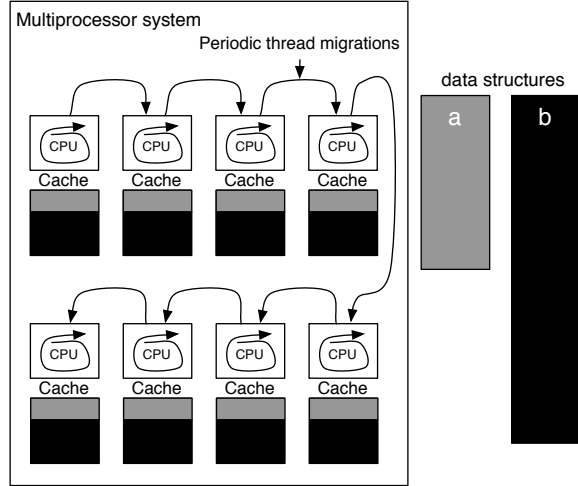 Multiprocessor system
Periodic thread migrations
data structures
a
b
CPU
CPU
CPU
CPU
Cache
Cache
Cache
Cache
CPU
CPU
CPU
CPU
Cache
Cache
Cache
Cache